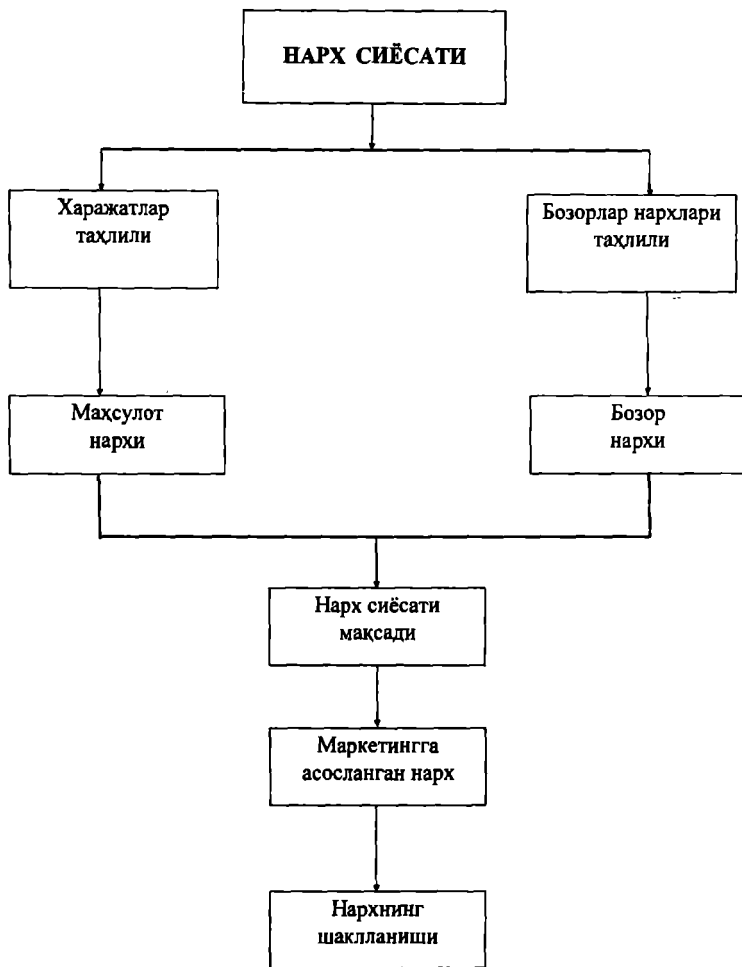 НАРХ СИЁСАТИ
Харажатлар
таҳлили
Бозорлар нархлари
таҳлили
Маҳсулот
нархи
Бозор
нархи
Нарх сиёсати
мақсади
Маркетингга
асосланган нарх
Нархнинг
шаклланиши